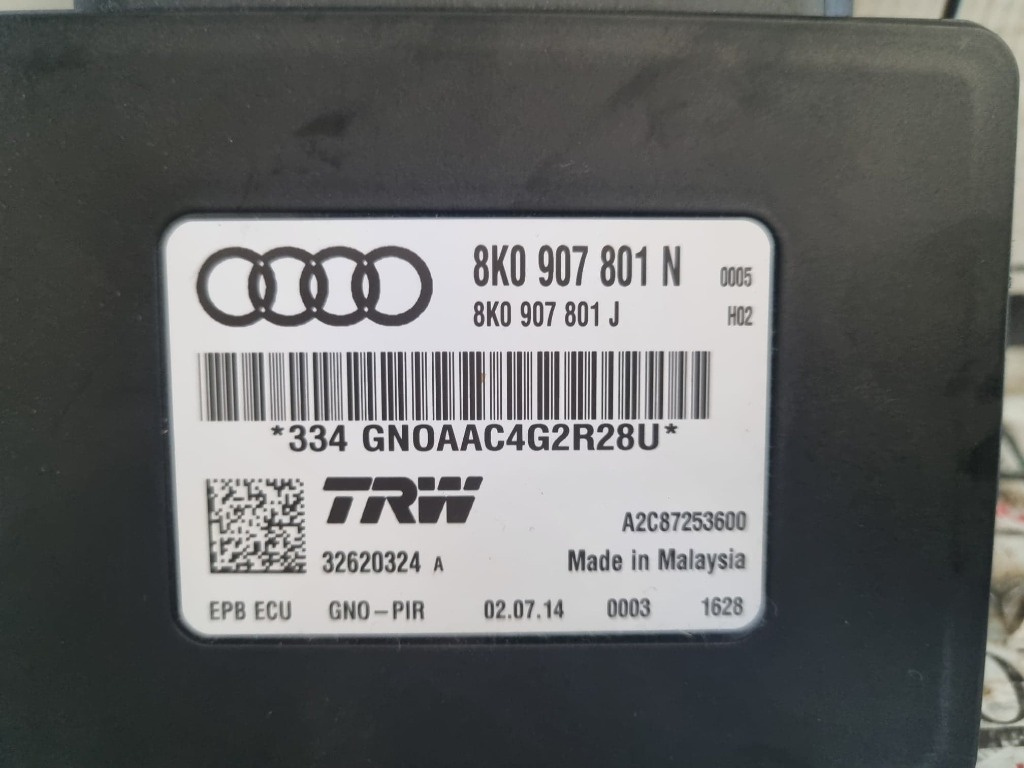 8K0 907 801 N 0005
8K0 907 801 J H02
*334 GNOAAC4G2R28U*
TRW
A2C87253600
32620324 A Made in Malaysia
EPB ECU GNO-PIR 02.07.14 0003 1628